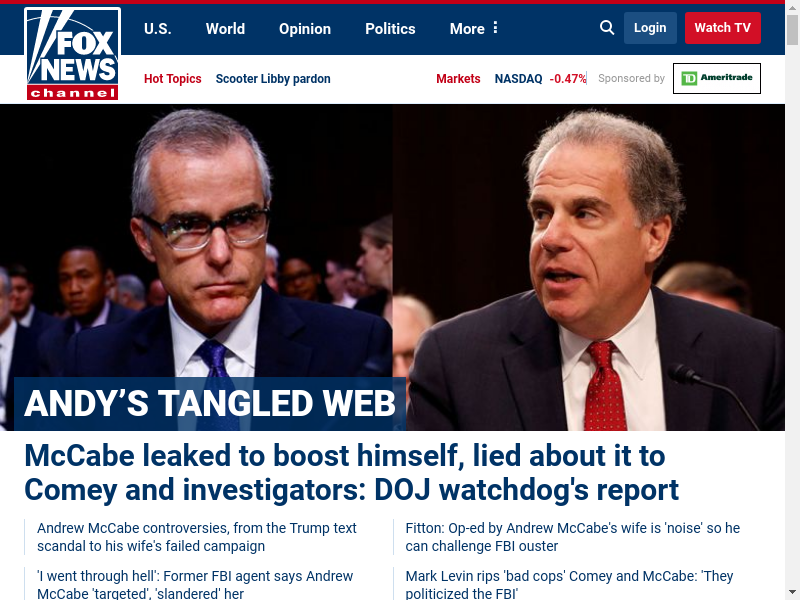 FOX
NEWS
channel
U.S. World Opinion Politics More Login Watch TV
Hot Topics Scooter Libby pardon Markets NASDAQ -0.47% Sponsored by TD Ameritrade
ANDY'S TANGLED WEB
McCabe leaked to boost himself, lied about it to
Comey and investigators: DOJ watchdog's report
Andrew McCabe controversies, from the Trump text
scandal to his wife's failed campaign
Fitton: Op-ed by Andrew McCabe's wife is 'noise' so he
can challenge FBI ouster
'I went through hell': Former FBI agent says Andrew
McCabe 'targeted', 'slandered' her
Mark Levin rips 'bad cops' Comey and McCabe: 'They
politicized the FBI'